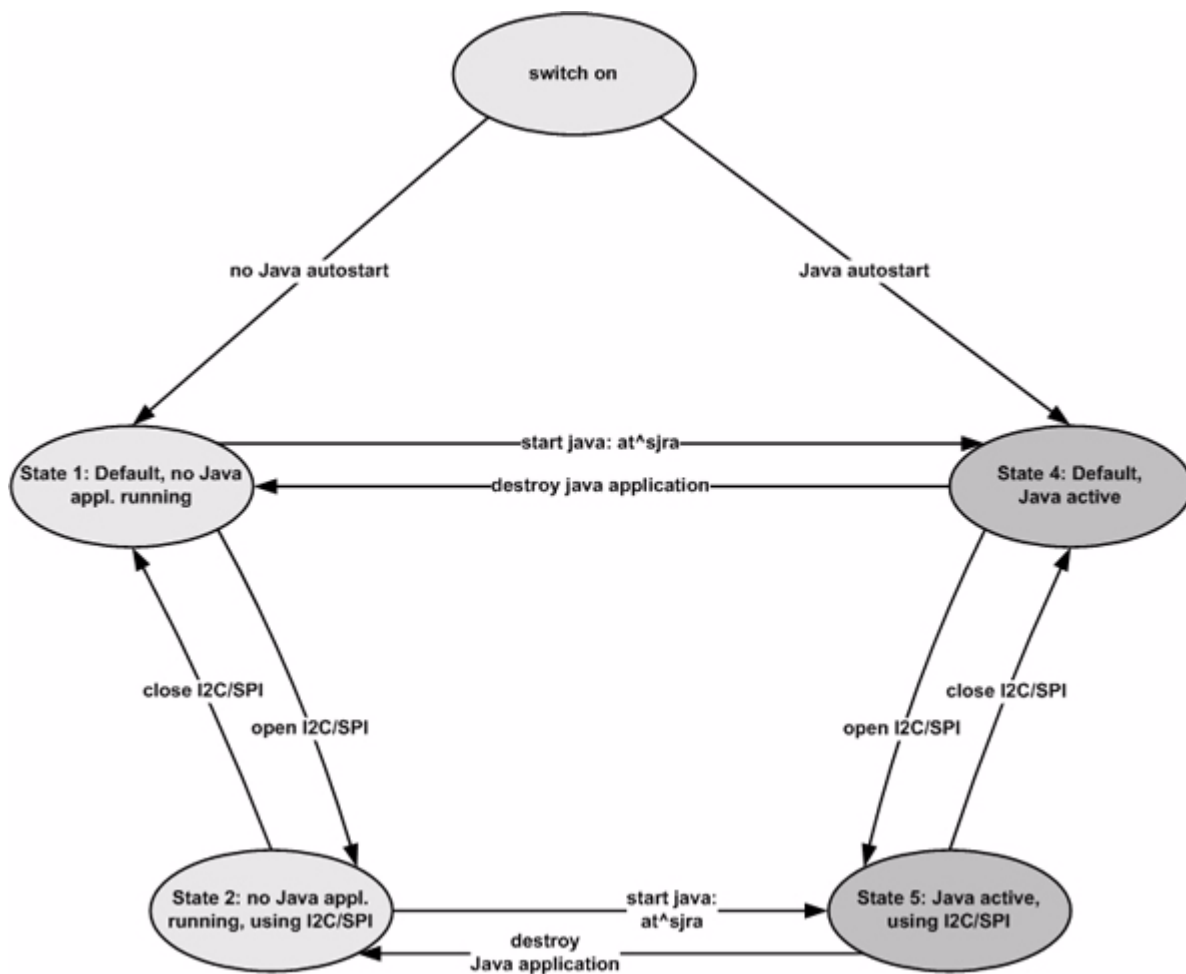 switch on
no Java autostart
Java autostart
start java: at^sjra
State 1: Default, no Java
appl. running
State 4: Default,
Java active
destroy java application
close I2C/SPI
close I2C/SPI
open I2C/SPI
open I2C/SPI
State 2: no Java appl.
running, using I2C/SPI
start java:
at^sjra
State 5: Java active,
using I2C/SPI
destroy
Java application